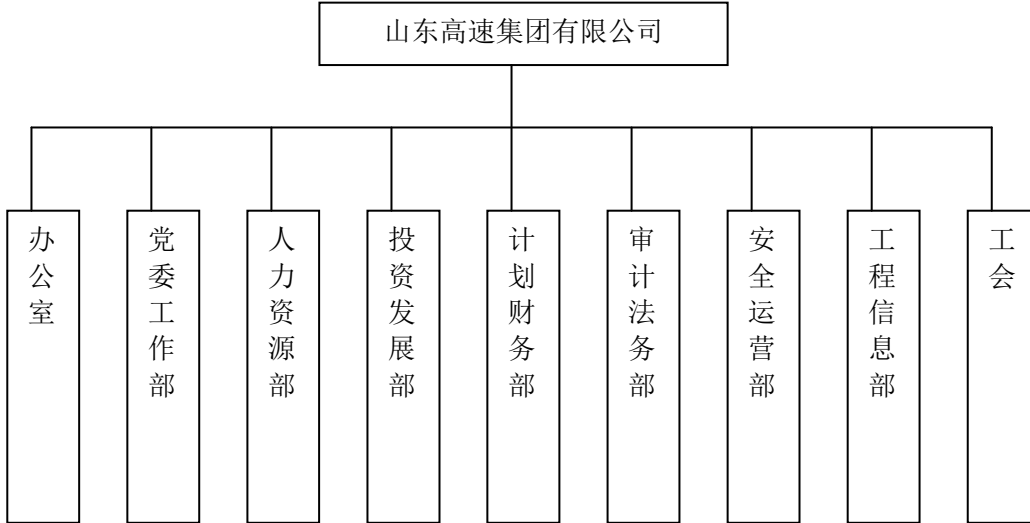 山东高速集团有限公司
办公室
党委工作部
人力资源部
投资发展部
计划财务部
审计法务部
安全运营部
工程信息部
工会